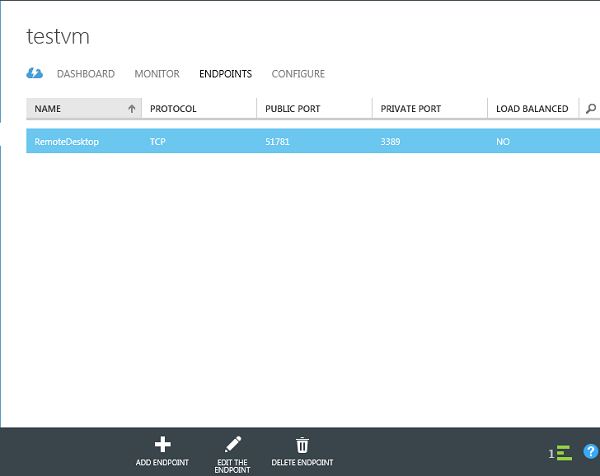 testvm
DASHBOARD MONITOR ENDPOINTS CONFIGURE
NAME PROTOCOL PUBLIC PORT PRIVATE PORT LOAD BALANCED
RemoteDesktop TCP 51781 3389 NO
ADD ENDPOINT
EDIT THE
ENDPOINT
DELETE ENDPOINT
1
?